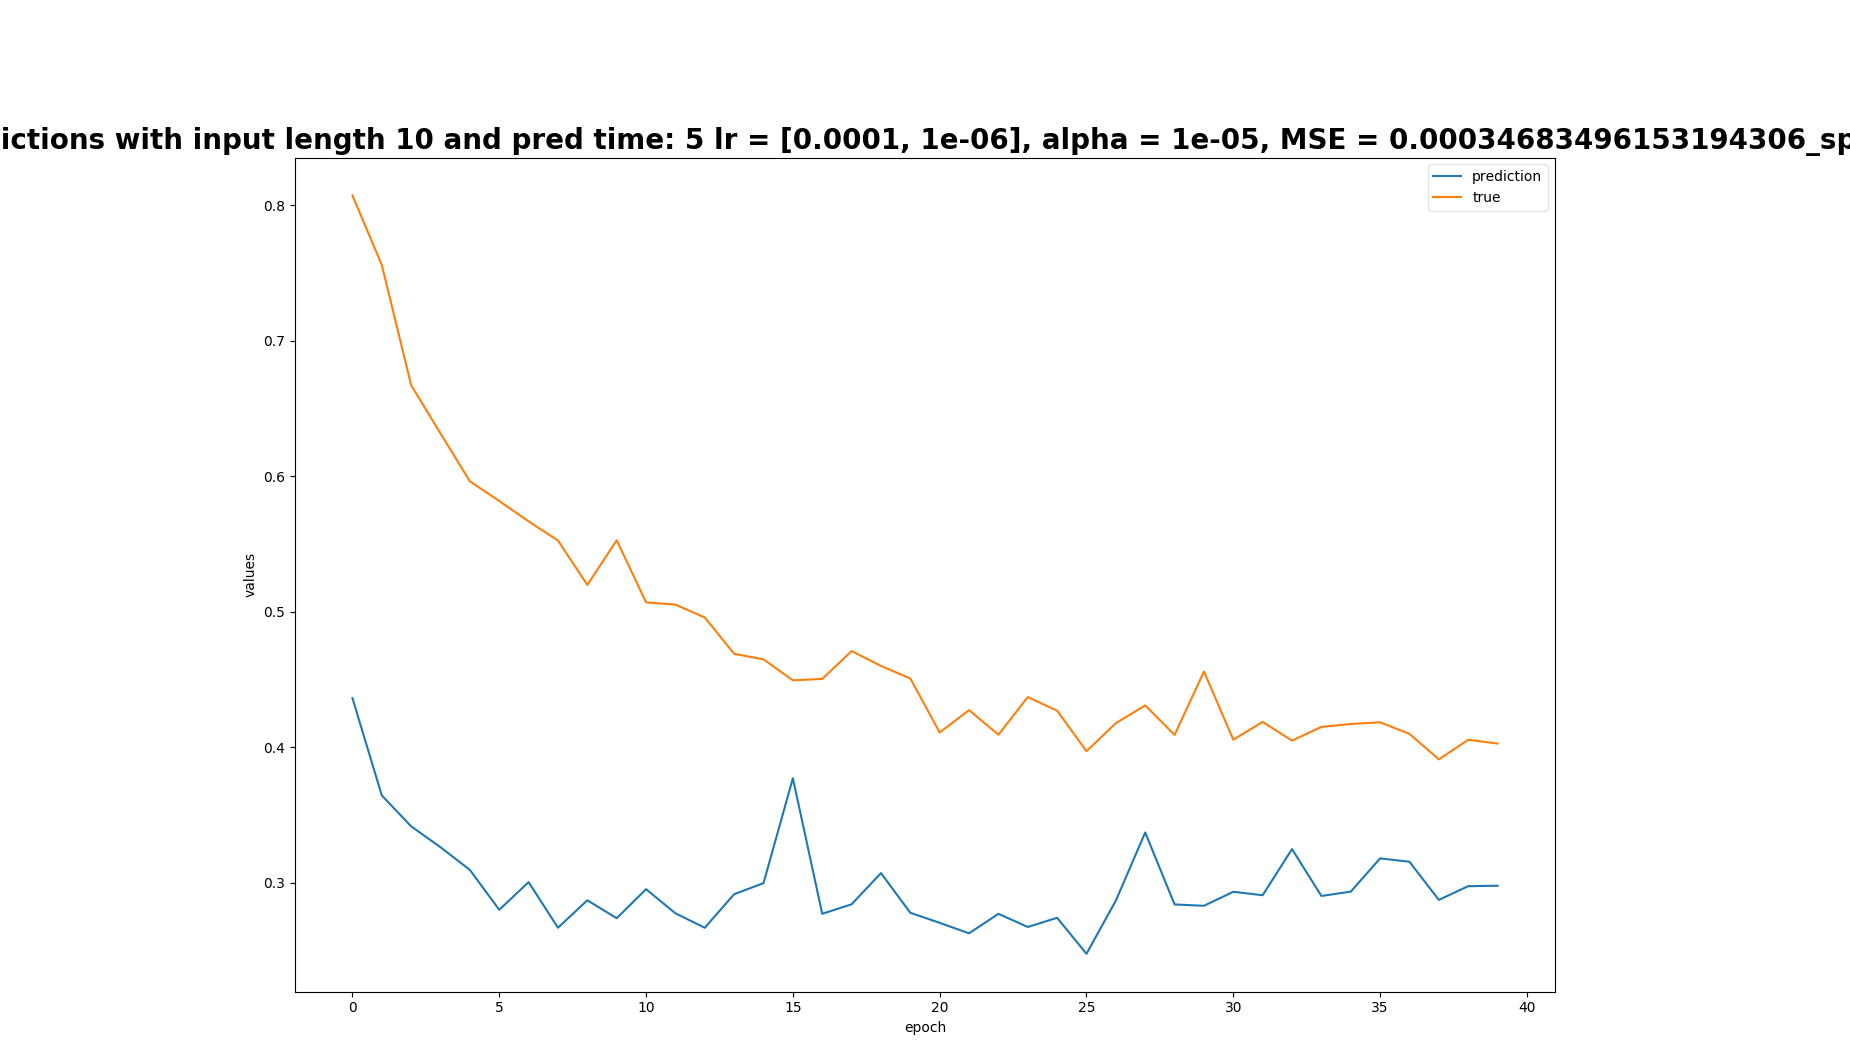 ictions with input length 10 and pred time: 5 lr = [0.0001, 1e-06], alpha = 1e-05, MSE = 0.00034683496153194306_sp
prediction
true
0.8
0.7
0.6
0.5
0.4
0.3
values
0 5 10 15 20 25 30 35 40
epoch